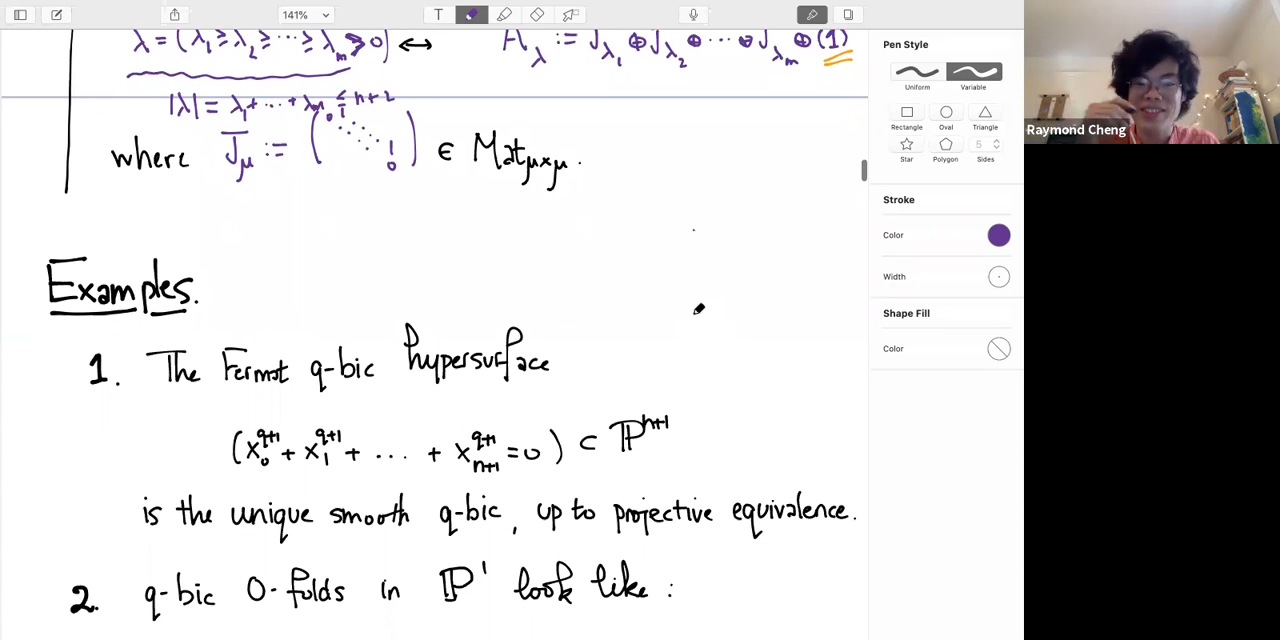 141%
T
λ = (λ₁ ≥ λ₂ ≥ ⋯ ≥ λₘ ≥ 0) ↔ A_λ := J_λ₁ ⊕ J_λ₂ ⊕ ⋯ ⊕ J_λₘ ⊕ (1)
|λ| = λ₁ + ⋯ + λₘ ≤ n+2
where J_μ := (0 1 ⋱ ⋱ 1 0) ∈ Mat_μ×μ.
Examples.
1. The Fermat q-bic hypersurface
(x₀^{q+1} + x₁^{q+1} + ... + x_{n+1}^{q+1} = 0) ⊂ ℙ^{n+1}
is the unique smooth q-bic, up to projective equivalence.
2. q-bic 0-folds in ℙ¹ look like :
Pen Style
Uniform Variable
Rectangle Oval Triangle
5
Star Polygon Sides
Stroke
Color
Width
Shape Fill
Color
Raymond Cheng